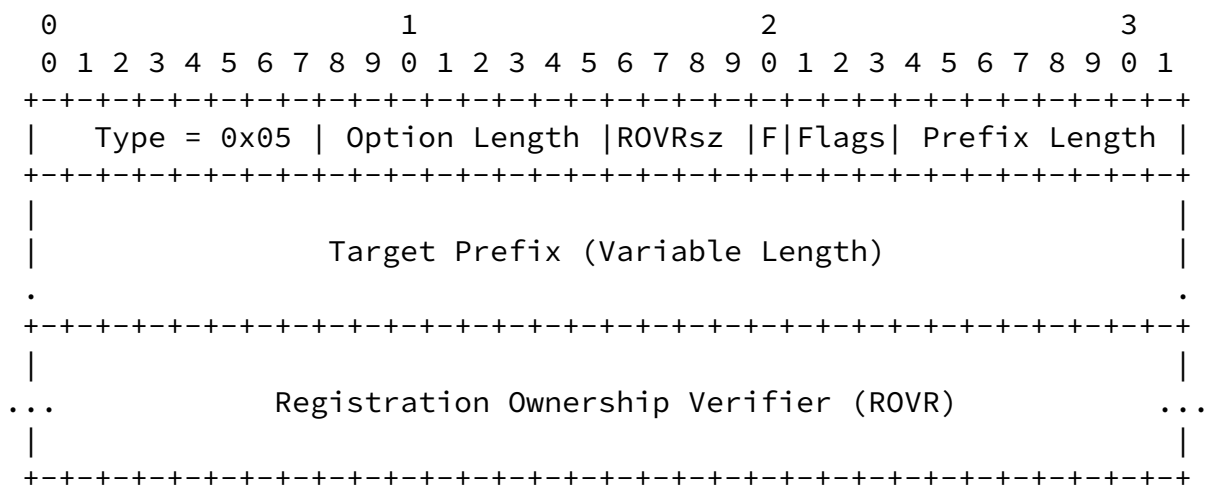 0                   1                   2                   3
 0 1 2 3 4 5 6 7 8 9 0 1 2 3 4 5 6 7 8 9 0 1 2 3 4 5 6 7 8 9 0 1
+-+-+-+-+-+-+-+-+-+-+-+-+-+-+-+-+-+-+-+-+-+-+-+-+-+-+-+-+-+-+-+-+
|   Type = 0x05 | Option Length |ROVRsz |F|Flags| Prefix Length |
+-+-+-+-+-+-+-+-+-+-+-+-+-+-+-+-+-+-+-+-+-+-+-+-+-+-+-+-+-+-+-+-+
|                                                               |
|                Target Prefix (Variable Length)                |
.                                                               .
+-+-+-+-+-+-+-+-+-+-+-+-+-+-+-+-+-+-+-+-+-+-+-+-+-+-+-+-+-+-+-+-+
|                                                               |
...            Registration Ownership Verifier (ROVR)           ...
|                                                               |
+-+-+-+-+-+-+-+-+-+-+-+-+-+-+-+-+-+-+-+-+-+-+-+-+-+-+-+-+-+-+-+-+